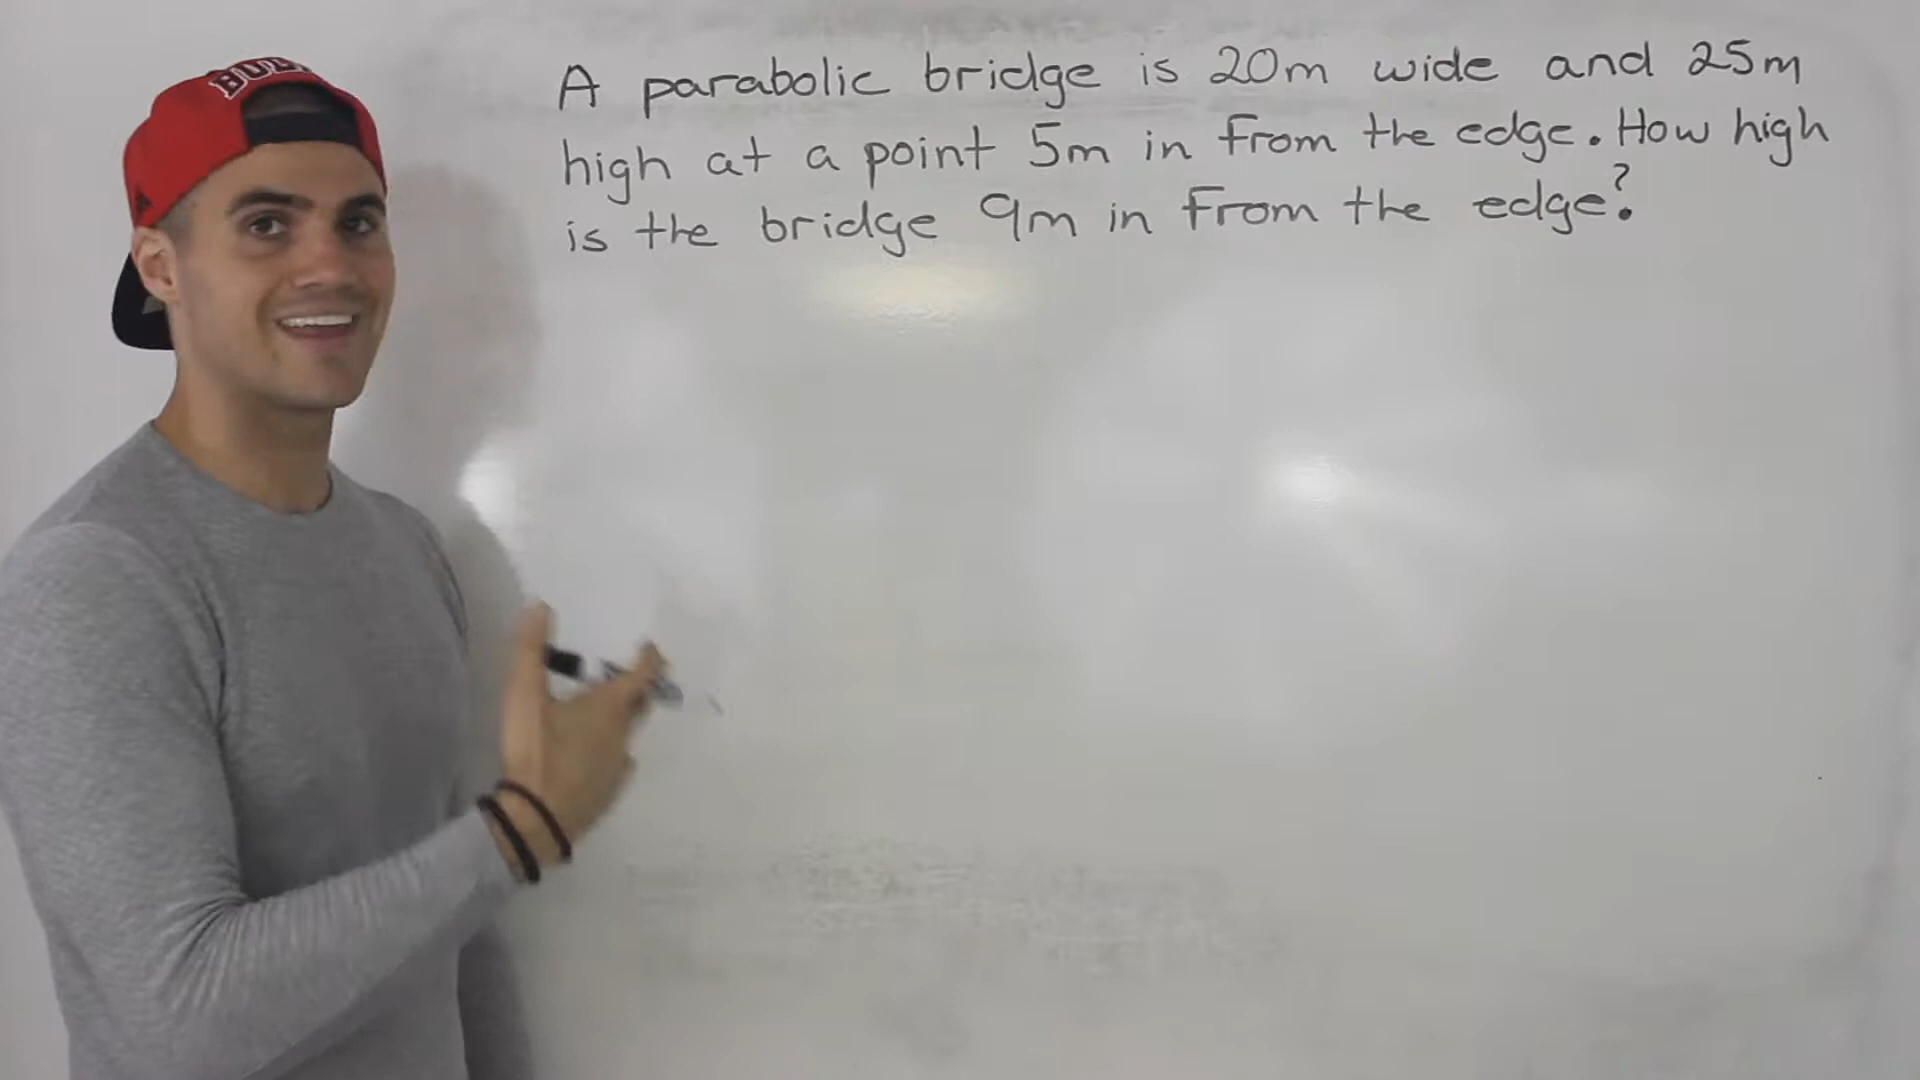 BULLS
A parabolic bridge is 20m wide and 25m
high at a point 5m in from the edge. How high
is the bridge 9m in from the edge?